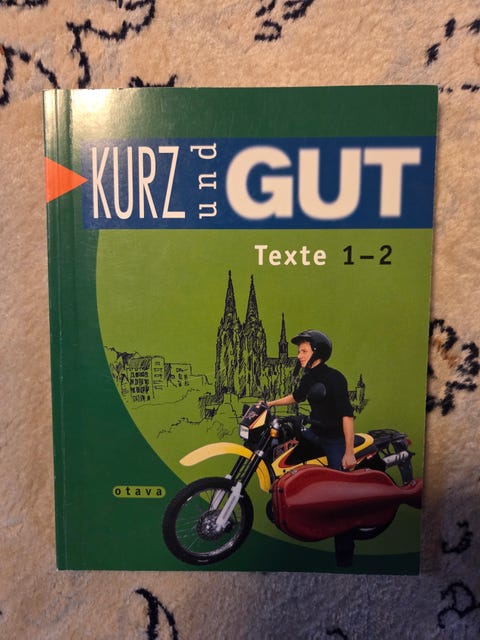 KURZ und GUT
Texte 1–2
otava